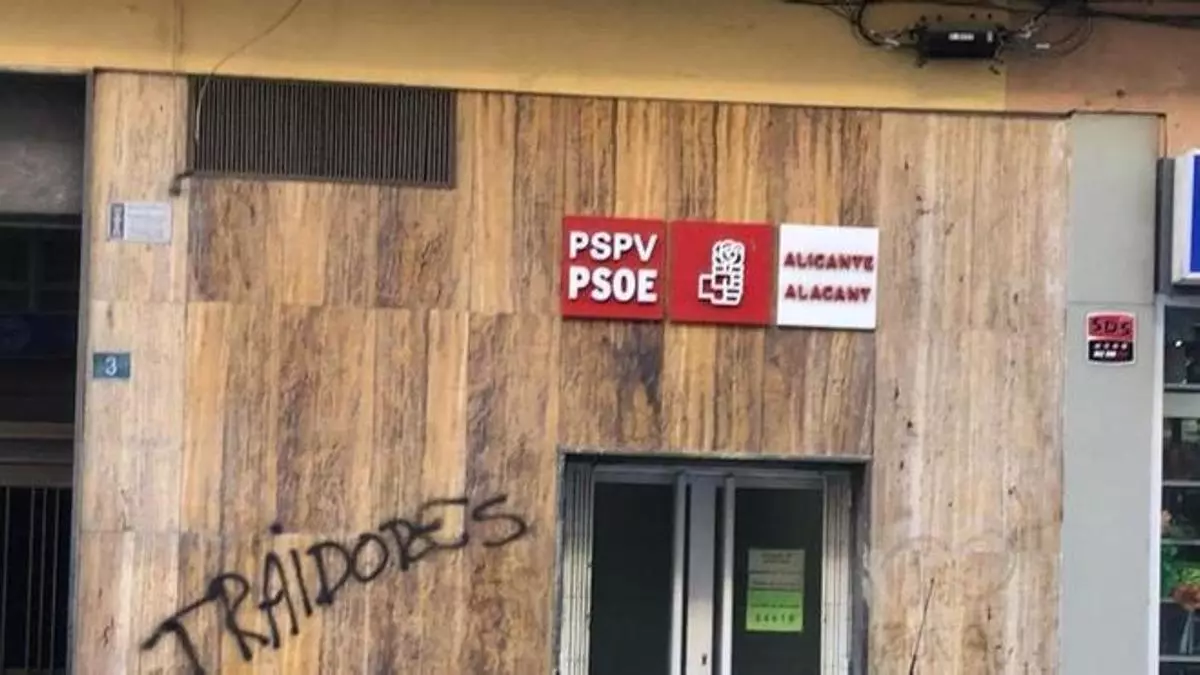 PSPV
PSOE
ALICANTE
ALACANT
SDS
3
TRAIDORES